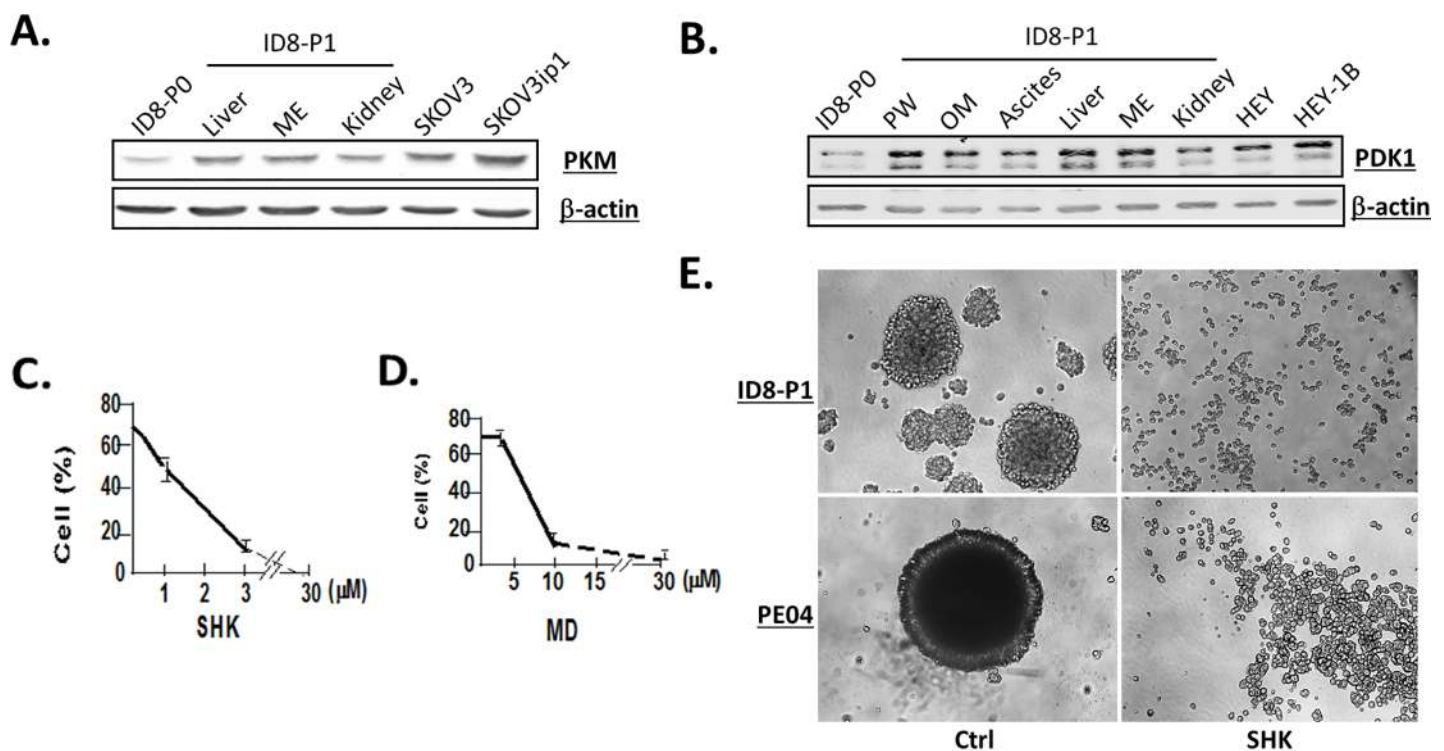 A.
ID8-P1
ID8-P0
Liver
ME
Kidney
SKOV3
SKOV3ip1
PKM
β-actin
B.
ID8-P1
ID8-P0
PW
OM
Ascites
Liver
ME
Kidney
HEY
HEY-1B
PDK1
β-actin
C.
80
60
40
20
0
Cell (%)
1 2 3 30 (μM)
SHK
D.
80
60
40
20
0
Cell (%)
5 10 15 30 (μM)
MD
E.
ID8-P1
PE04
Ctrl SHK